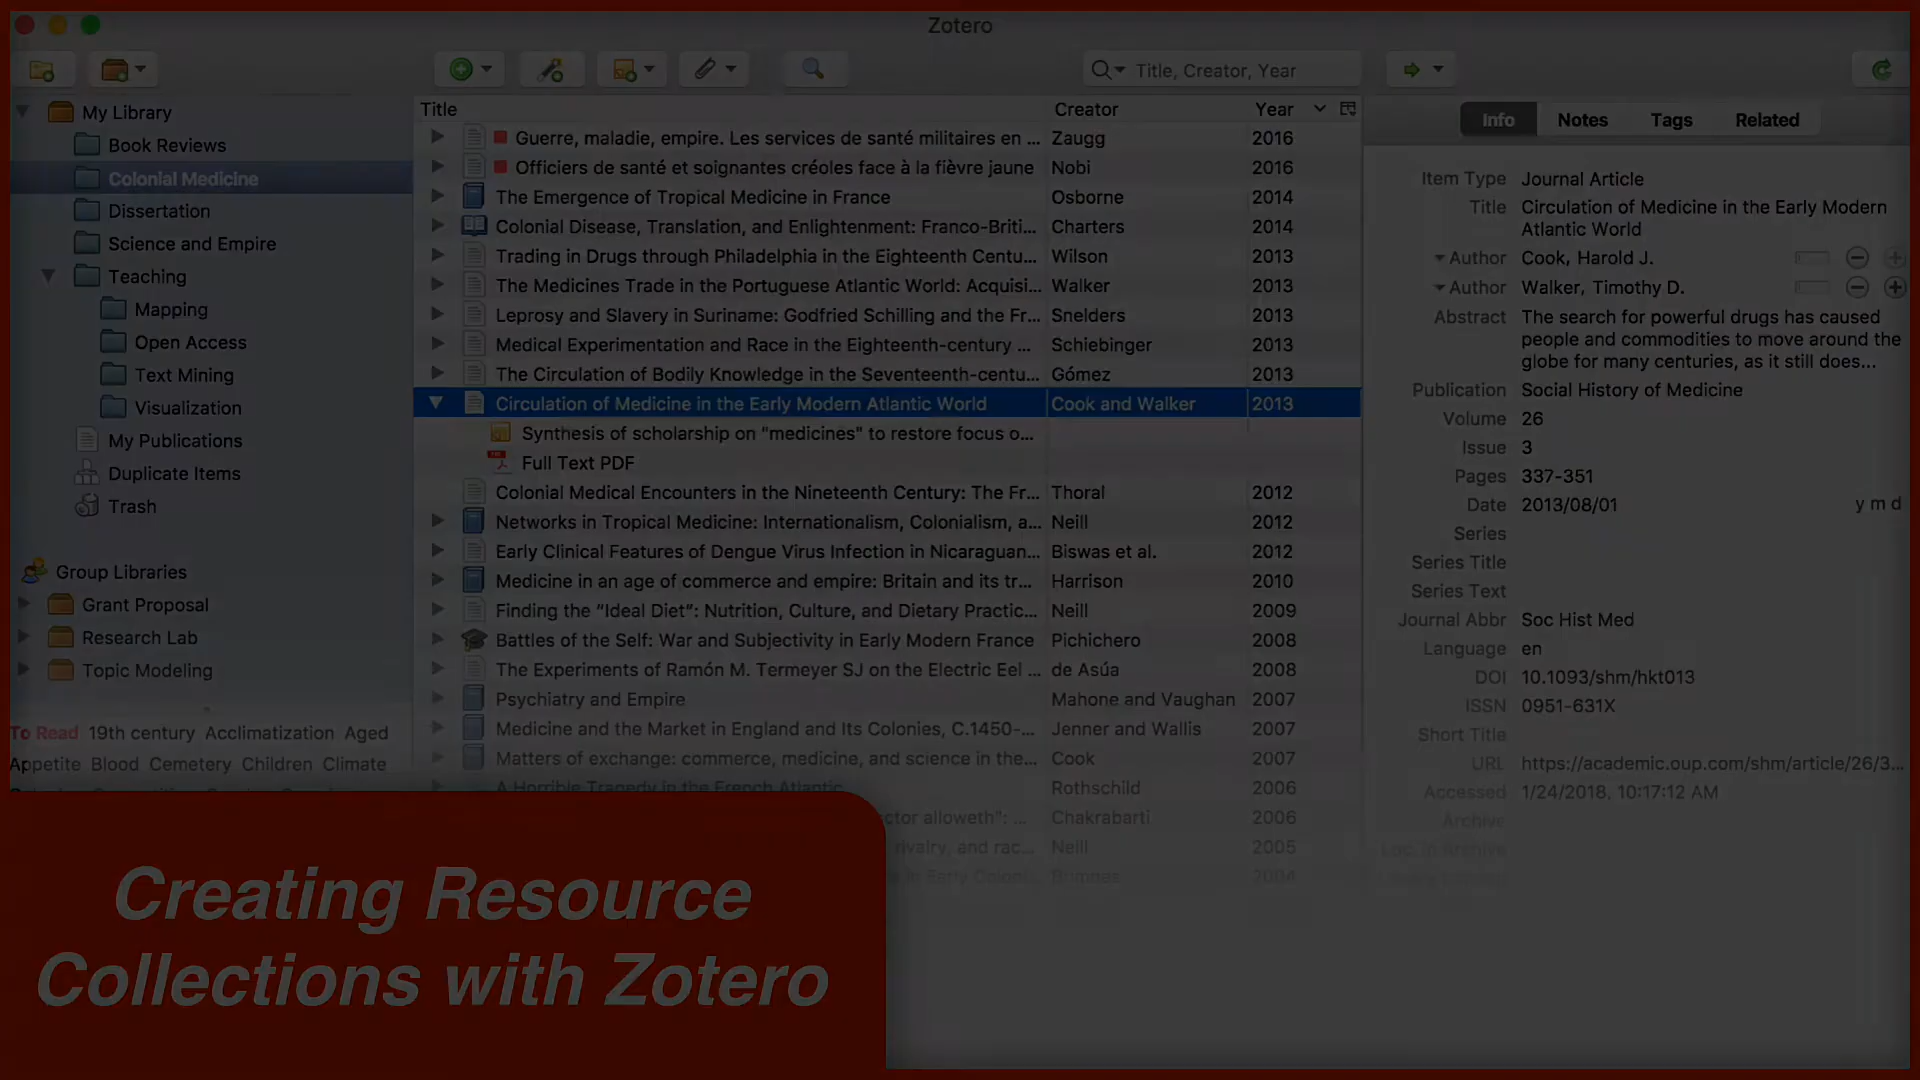 Zotero
Title, Creator, Year
My Library
Book Reviews
Colonial Medicine
Dissertation
Science and Empire
Teaching
Mapping
Open Access
Text Mining
Visualization
My Publications
Duplicate Items
Trash
Group Libraries
Grant Proposal
Research Lab
Topic Modeling
To Read 19th century Acclimatization Aged
Appetite Blood Cemetery Children Climate
Title Creator Year
Guerre, maladie, empire. Les services de santé militaires en ... Zaugg 2016
Officiers de santé et soignantes créoles face à la fièvre jaune Nobi 2016
The Emergence of Tropical Medicine in France Osborne 2014
Colonial Disease, Translation, and Enlightenment: Franco-Briti... Charters 2014
Trading in Drugs through Philadelphia in the Eighteenth Centu... Wilson 2013
The Medicines Trade in the Portuguese Atlantic World: Acquisi... Walker 2013
Leprosy and Slavery in Suriname: Godfried Schilling and the Fr... Snelders 2013
Medical Experimentation and Race in the Eighteenth-century ... Schiebinger 2013
The Circulation of Bodily Knowledge in the Seventeenth-centu... Gómez 2013
Circulation of Medicine in the Early Modern Atlantic World Cook and Walker 2013
Synthesis of scholarship on "medicines" to restore focus o...
Full Text PDF
Colonial Medical Encounters in the Nineteenth Century: The Fr... Thoral 2012
Networks in Tropical Medicine: Internationalism, Colonialism, a... Neill 2012
Early Clinical Features of Dengue Virus Infection in Nicaraguan... Biswas et al. 2012
Medicine in an age of commerce and empire: Britain and its tr... Harrison 2010
Finding the “Ideal Diet”: Nutrition, Culture, and Dietary Practic... Neill 2009
Battles of the Self: War and Subjectivity in Early Modern France Pichichero 2008
The Experiments of Ramón M. Termeyer SJ on the Electric Eel ... de Asúa 2008
Psychiatry and Empire Mahone and Vaughan 2007
Medicine and the Market in England and Its Colonies, C.1450-... Jenner and Wallis 2007
Matters of exchange: commerce, medicine, and science in the... Cook 2007
A Horrible Tragedy in the French Atlantic Rothschild 2006
ctor alloweth": ... Chakrabarti 2006
rivalry, and rac... Neill 2005
in Early Coloni... Brimnes 2004
Info Notes Tags Related
Item Type Journal Article
Title Circulation of Medicine in the Early Modern
Atlantic World
Author Cook, Harold J.
Author Walker, Timothy D.
Abstract The search for powerful drugs has caused
people and commodities to move around the
globe for many centuries, as it still does...
Publication Social History of Medicine
Volume 26
Issue 3
Pages 337-351
Date 2013/08/01 y m d
Series
Series Title
Series Text
Journal Abbr Soc Hist Med
Language en
DOI 10.1093/shm/hkt013
ISSN 0951-631X
Short Title
URL https://academic.oup.com/shm/article/26/3...
Accessed 1/24/2018, 10:17:12 AM
Archive
Loc. in Archive
Creating Resource
Collections with Zotero